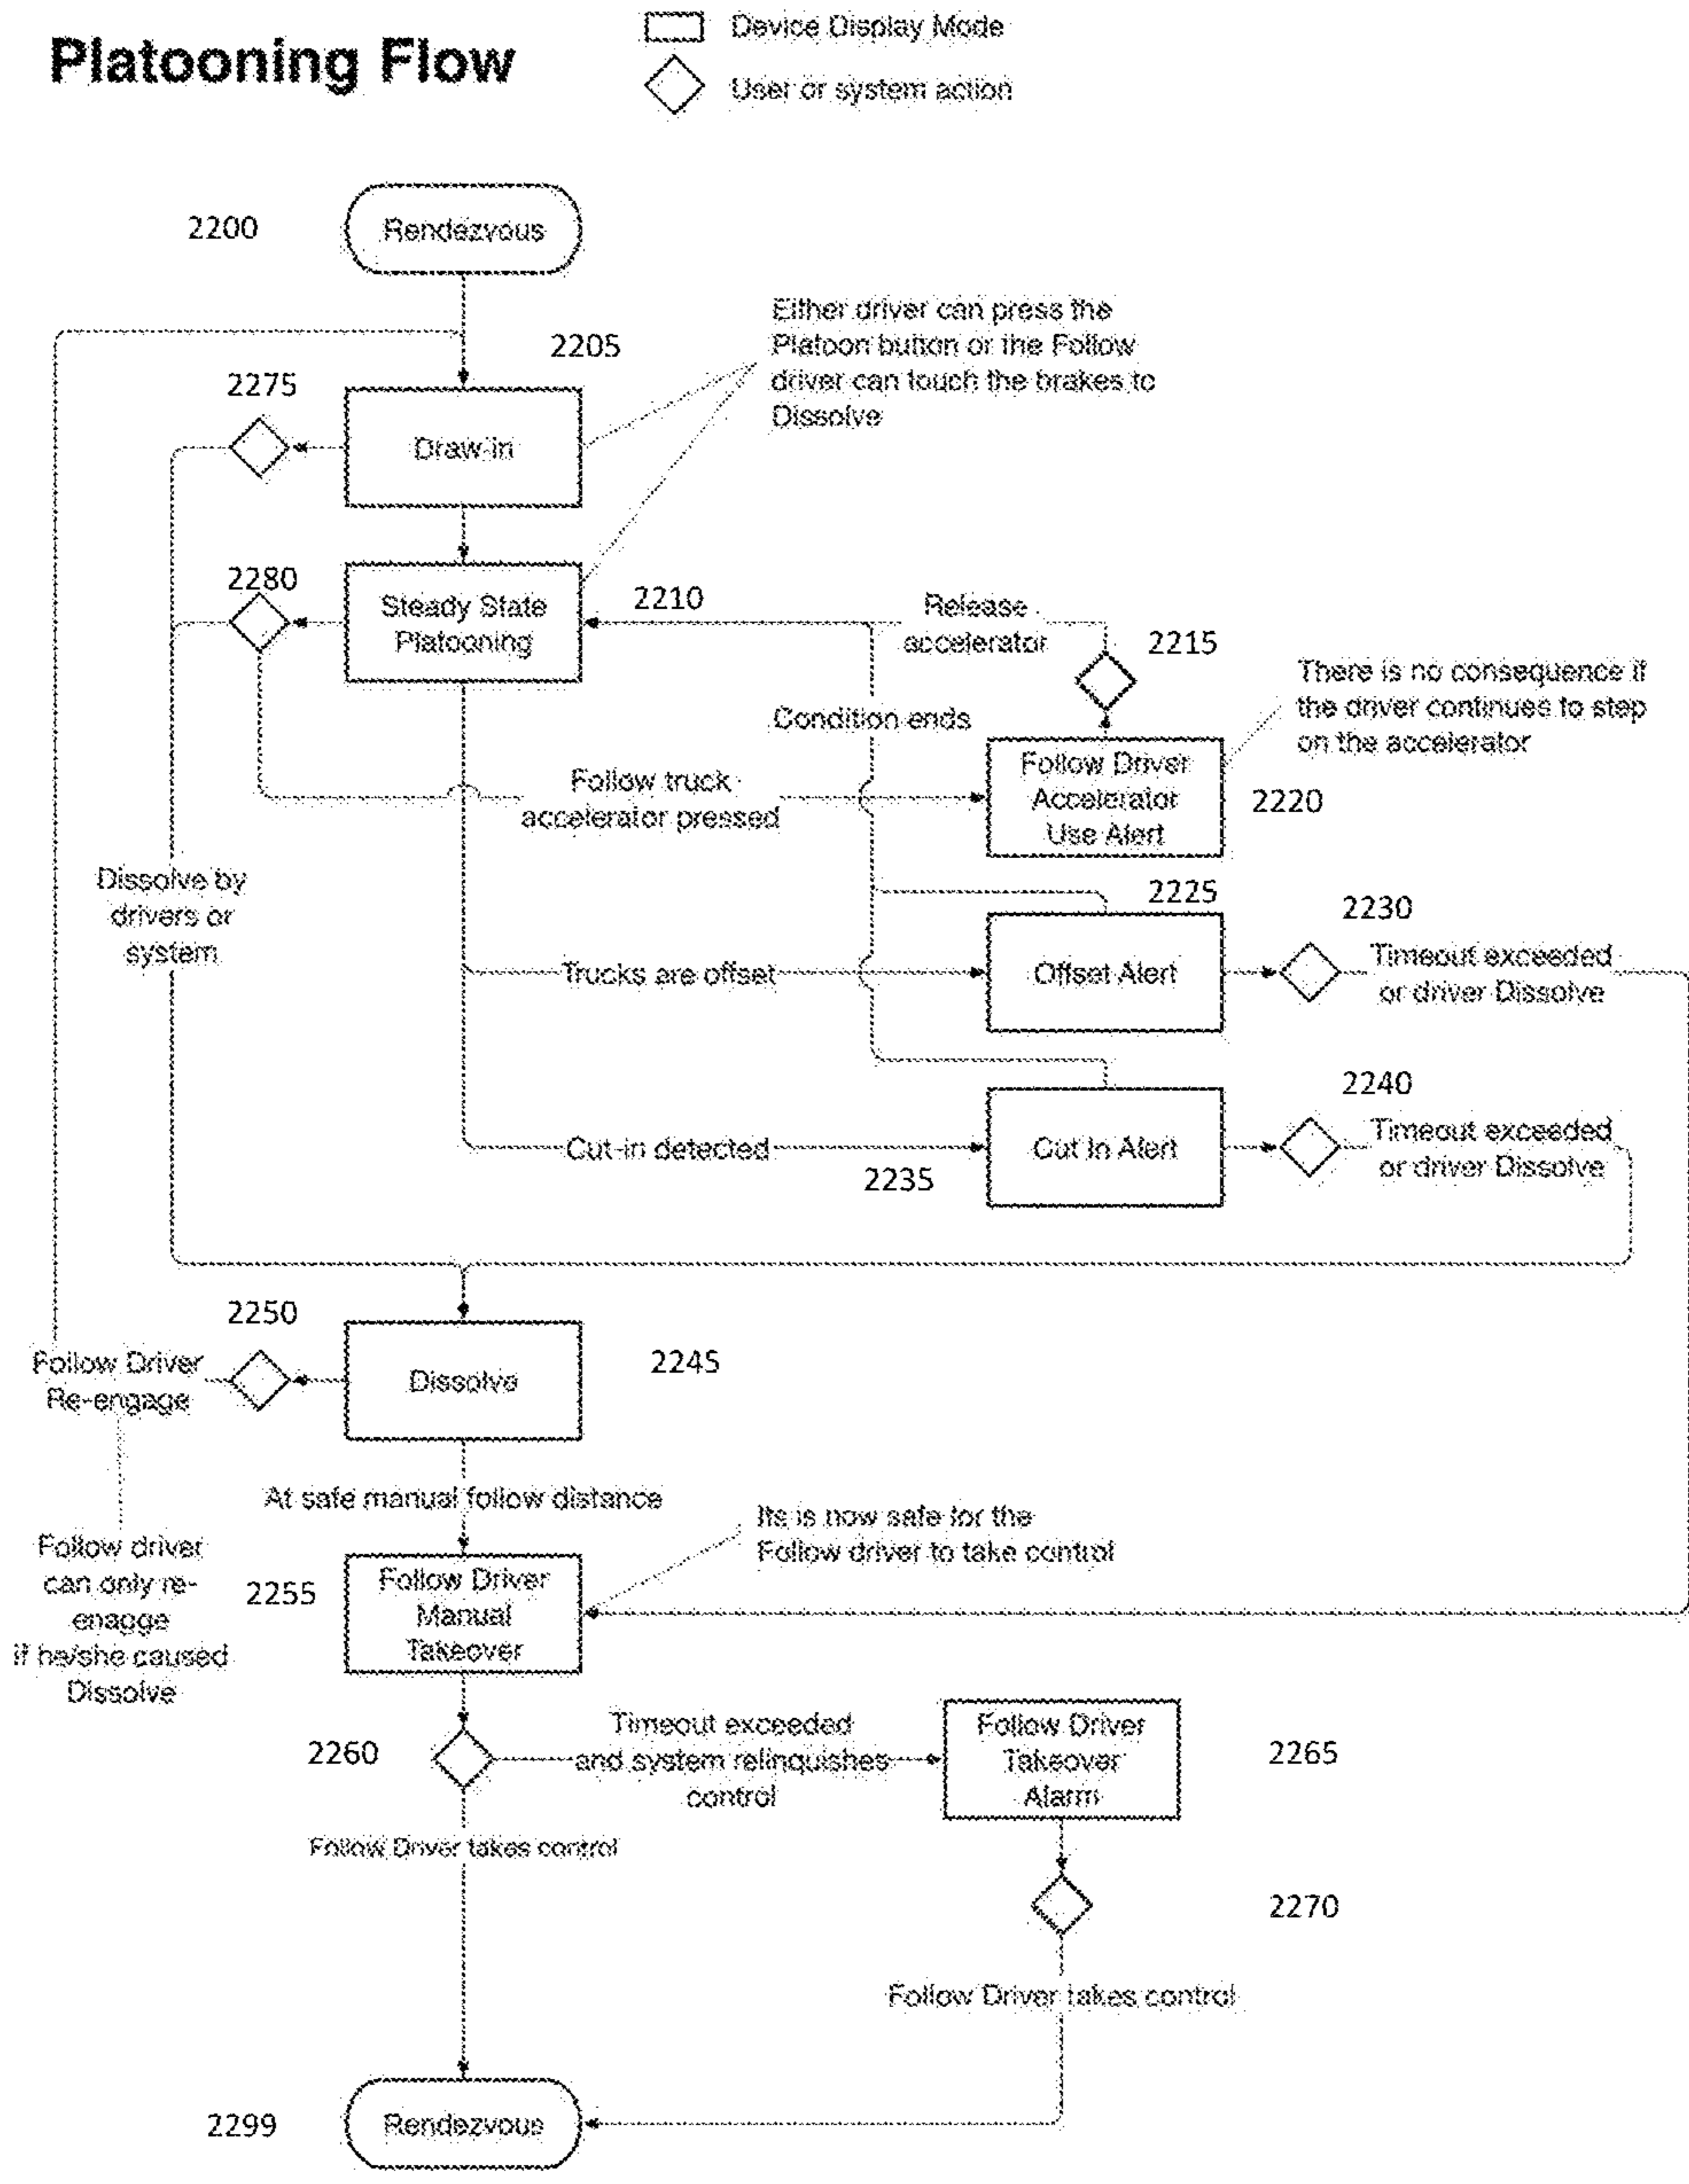 Platooning Flow
Device Display Mode
User or system action
2200
Rendezvous
Either driver can press the
Platoon button or the Follow
driver can touch the brakes to
Dissolve
2205
2275
Draw-in
2280
Steady State
Platooning
2210
Release
accelerator
2215
There is no consequence if
the driver continues to step
on the accelerator
Condition ends
Follow truck
accelerator pressed
Follow Driver
Accelerator
Use Alert
2220
Dissolve by
drivers or
system
2225
2230
Trucks are offset
Offset Alert
Timeout exceeded
or driver Dissolve
2240
Cut-in detected
2235
Cut In Alert
Timeout exceeded
or driver Dissolve
2250
Follow Driver
Re-engage
Dissolve
2245
At safe manual follow distance
Its is now safe for the
Follow driver to take control
Follow driver
can only re-
enagge
if he/she caused
Dissolve
2255
Follow Driver
Manual
Takeover
2260
Timeout exceeded
and system relinquishes
control
Follow Driver
Takeover
Alarm
2265
Follow Driver takes control
2270
Follow Driver takes control
2299
Rendezvous